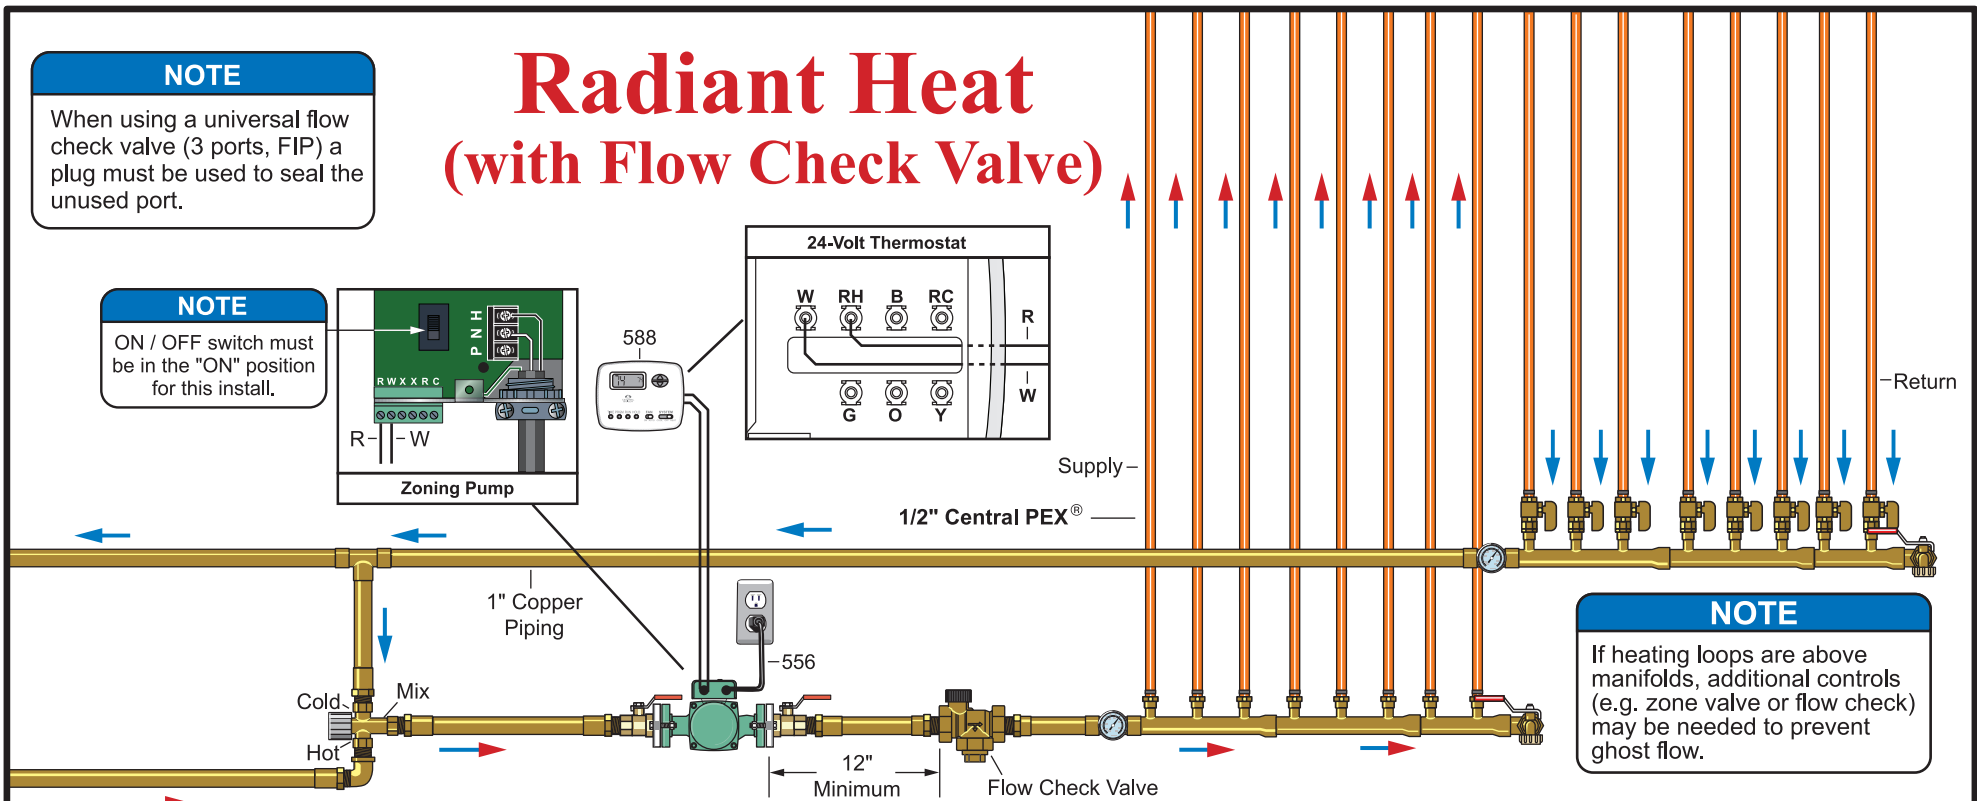 NOTE
When using a universal flow
check valve (3 ports, FIP) a
plug must be used to seal the
unused port.
Radiant Heat
(with Flow Check Valve)
24-Volt Thermostat
W RH B RC
R
W
G O Y
NOTE
ON / OFF switch must
be in the "ON" position
for this install.
P N H
R W X X R C
R W
Zoning Pump
588
74
Supply
Return
1/2" Central PEX®
1" Copper
Piping
556
Cold
Mix
Hot
12"
Minimum
Flow Check Valve
NOTE
If heating loops are above
manifolds, additional controls
(e.g. zone valve or flow check)
may be needed to prevent
ghost flow.